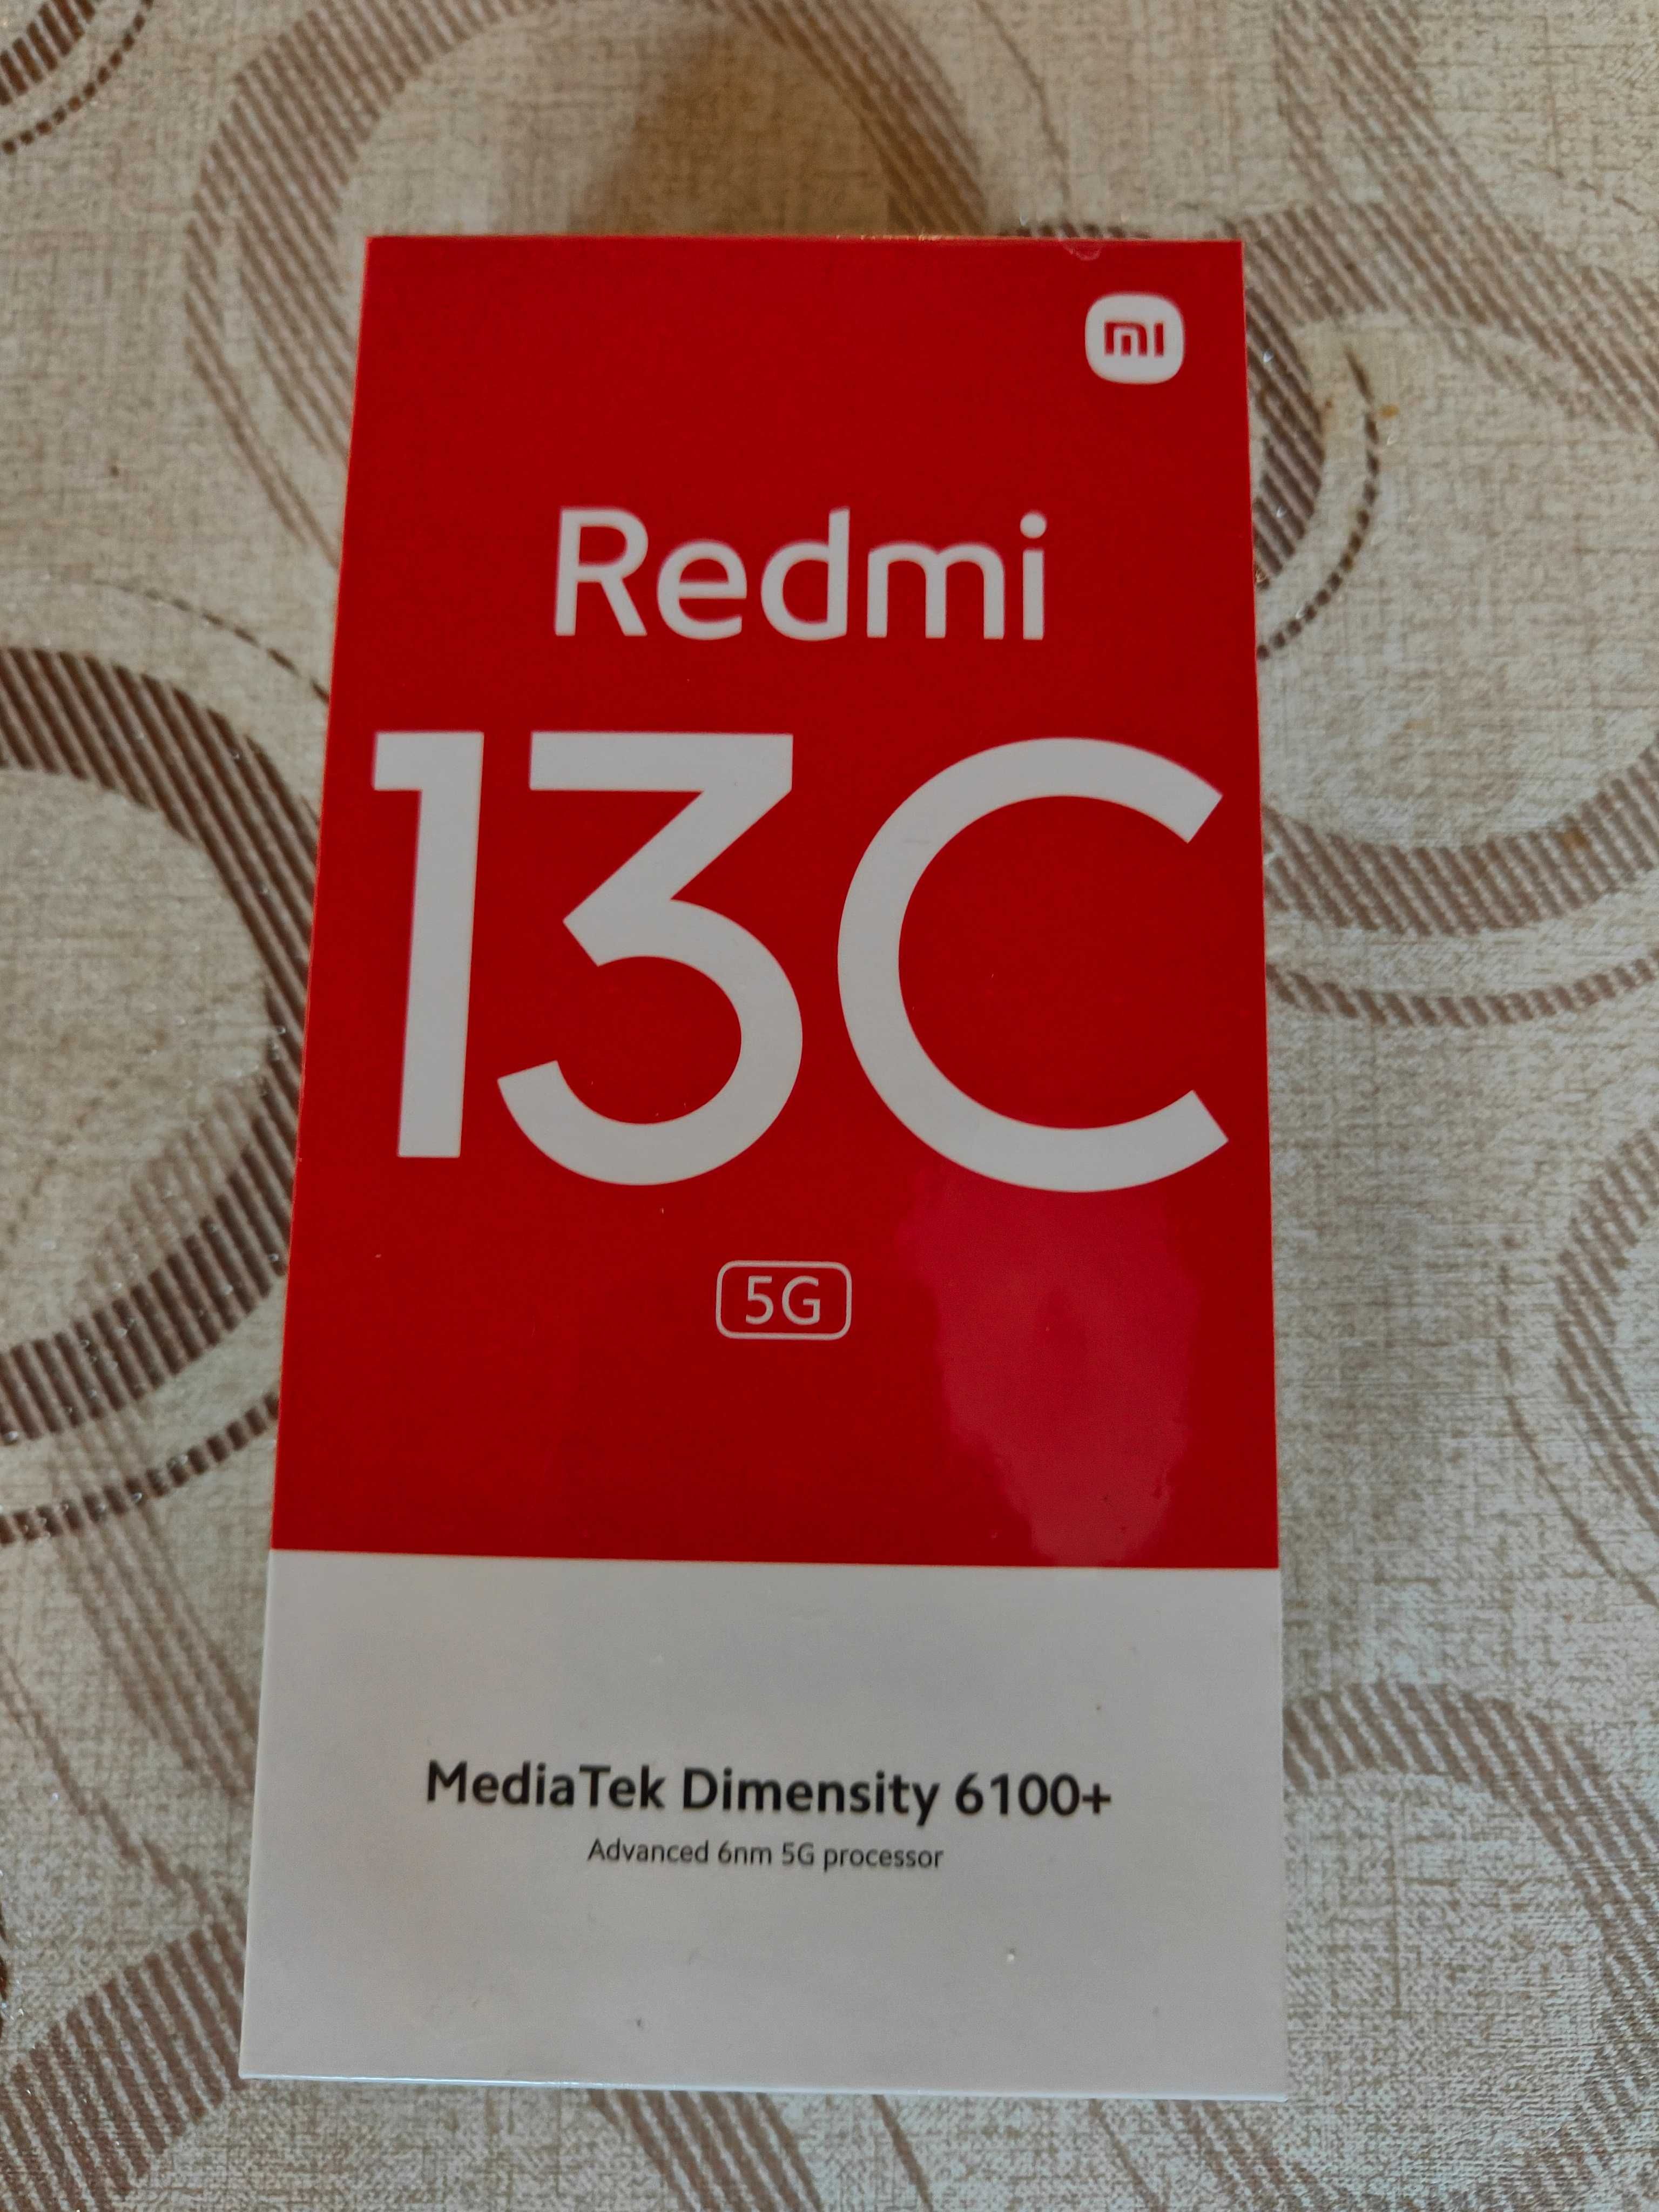 mi
Redmi
13C
5G
MediaTek Dimensity 6100+
Advanced 6nm 5G processor